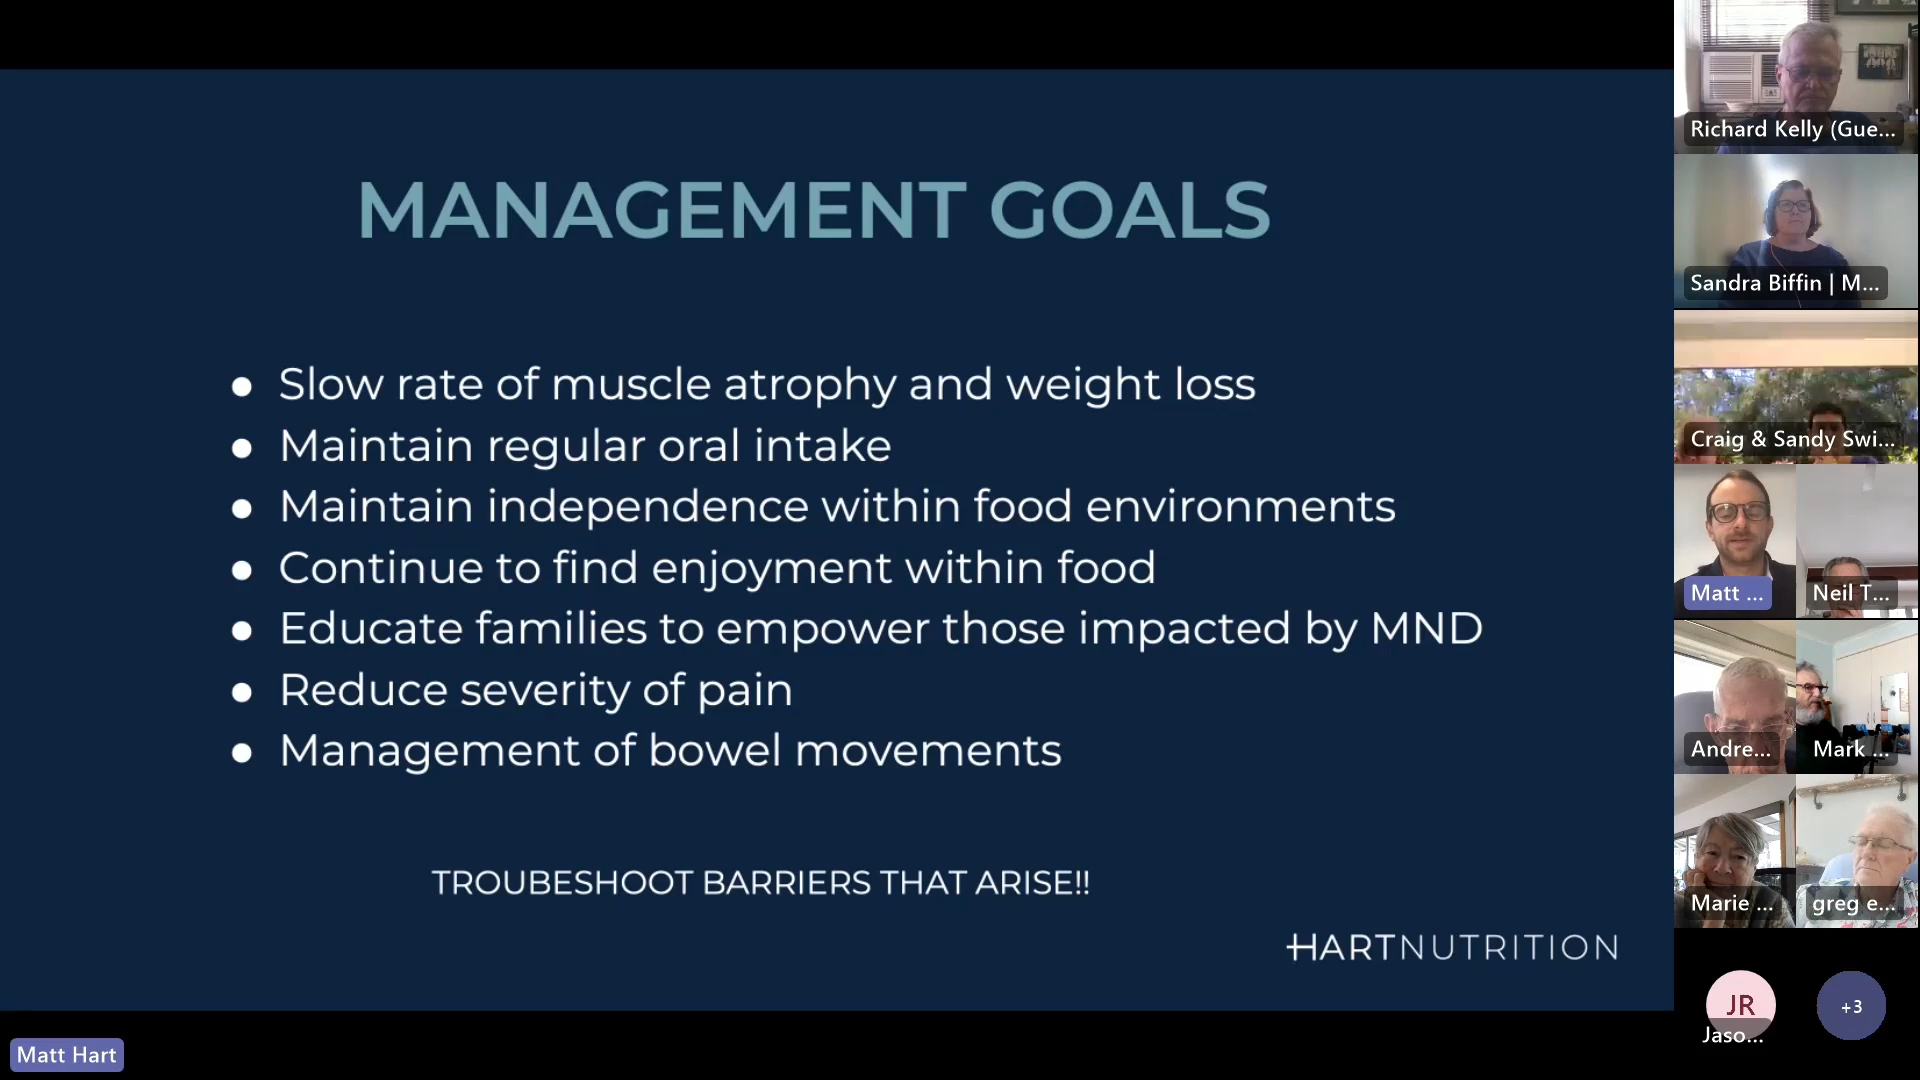 MANAGEMENT GOALS
● Slow rate of muscle atrophy and weight loss
● Maintain regular oral intake
● Maintain independence within food environments
● Continue to find enjoyment within food
● Educate families to empower those impacted by MND
● Reduce severity of pain
● Management of bowel movements
TROUBESHOOT BARRIERS THAT ARISE!!
HARTNUTRITION
Matt Hart
Richard Kelly (Gue...
Sandra Biffin | M...
Craig & Sandy Swi...
Matt ...
Neil T...
Andre...
Mark ...
Marie ...
greg e...
JR
Jaso...
+3